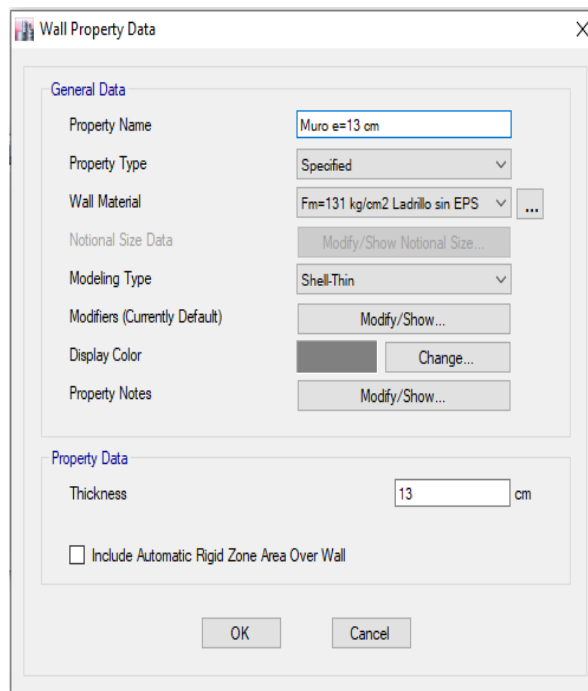 Wall Property Data
General Data
Property Name Muro e=13 cm
Property Type Specified
Wall Material Fm=131 kg/cm2 Ladrillo sin EPS ...
Notional Size Data Modify/Show Notional Size...
Modeling Type Shell-Thin
Modifiers (Currently Default) Modify/Show...
Display Color Change...
Property Notes Modify/Show...
Property Data
Thickness 13 cm
Include Automatic Rigid Zone Area Over Wall
OK Cancel